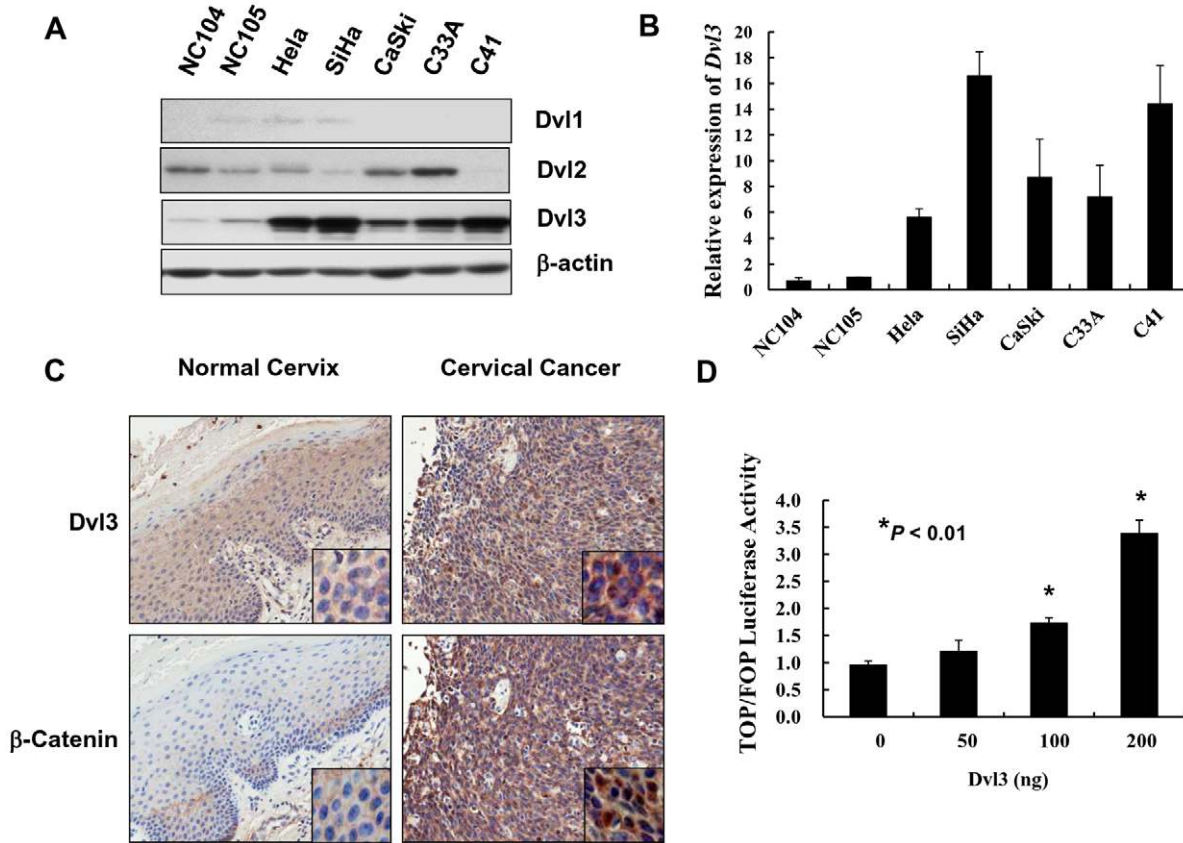 A
NC104 NC105 Hela SiHa CaSki C33A C41
Dvl1
Dvl2
Dvl3
β-actin
B
Relative expression of Dvl3
20
18
16
14
12
10
8
6
4
2
0
NC104 NC105 Hela SiHa CaSki C33A C41
C
Normal Cervix Cervical Cancer
Dvl3
β-Catenin
D
TOP/FOP Luciferase Activity
4.0
3.5
3.0
2.5
2.0
1.5
1.0
0.5
0.0
*P < 0.01
*
*
0 50 100 200
Dvl3 (ng)